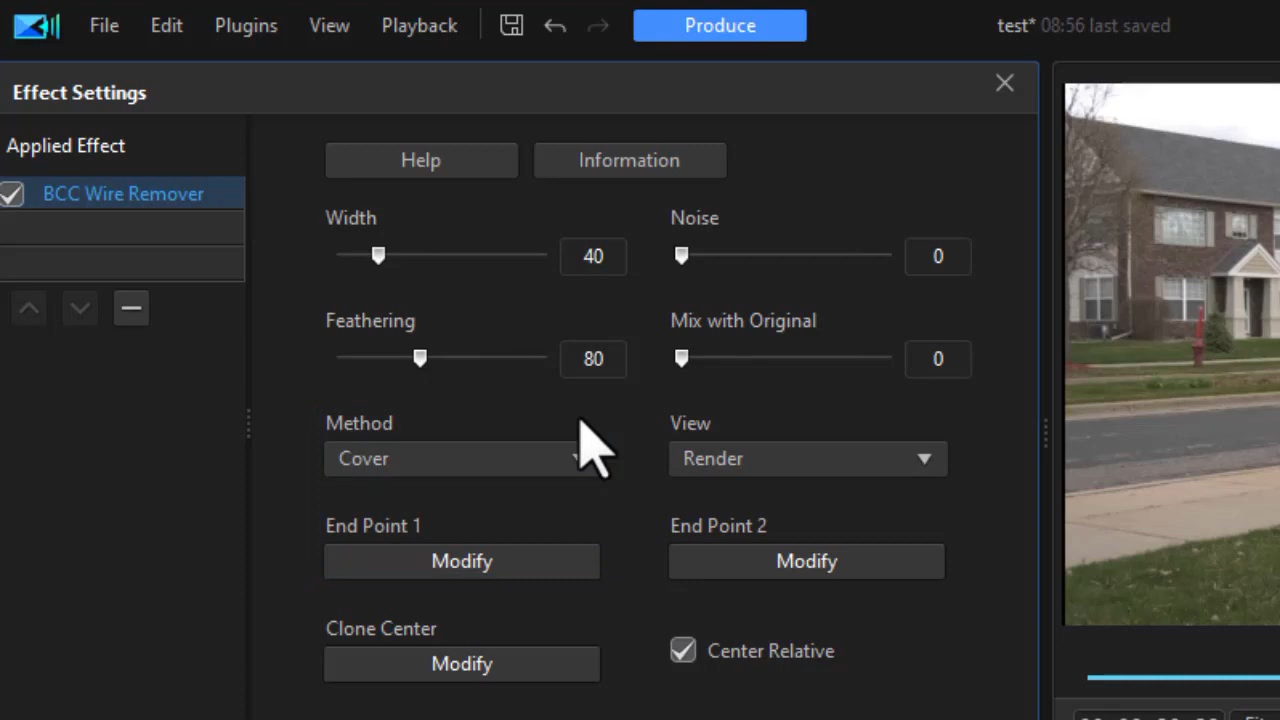 File Edit Plugins View Playback Produce test* 08:56 last saved
Effect Settings
Applied Effect
BCC Wire Remover
Help Information
Width Noise
40 0
Feathering Mix with Original
80 0
Method View
Cover Render
End Point 1 End Point 2
Modify Modify
Clone Center
Modify Center Relative